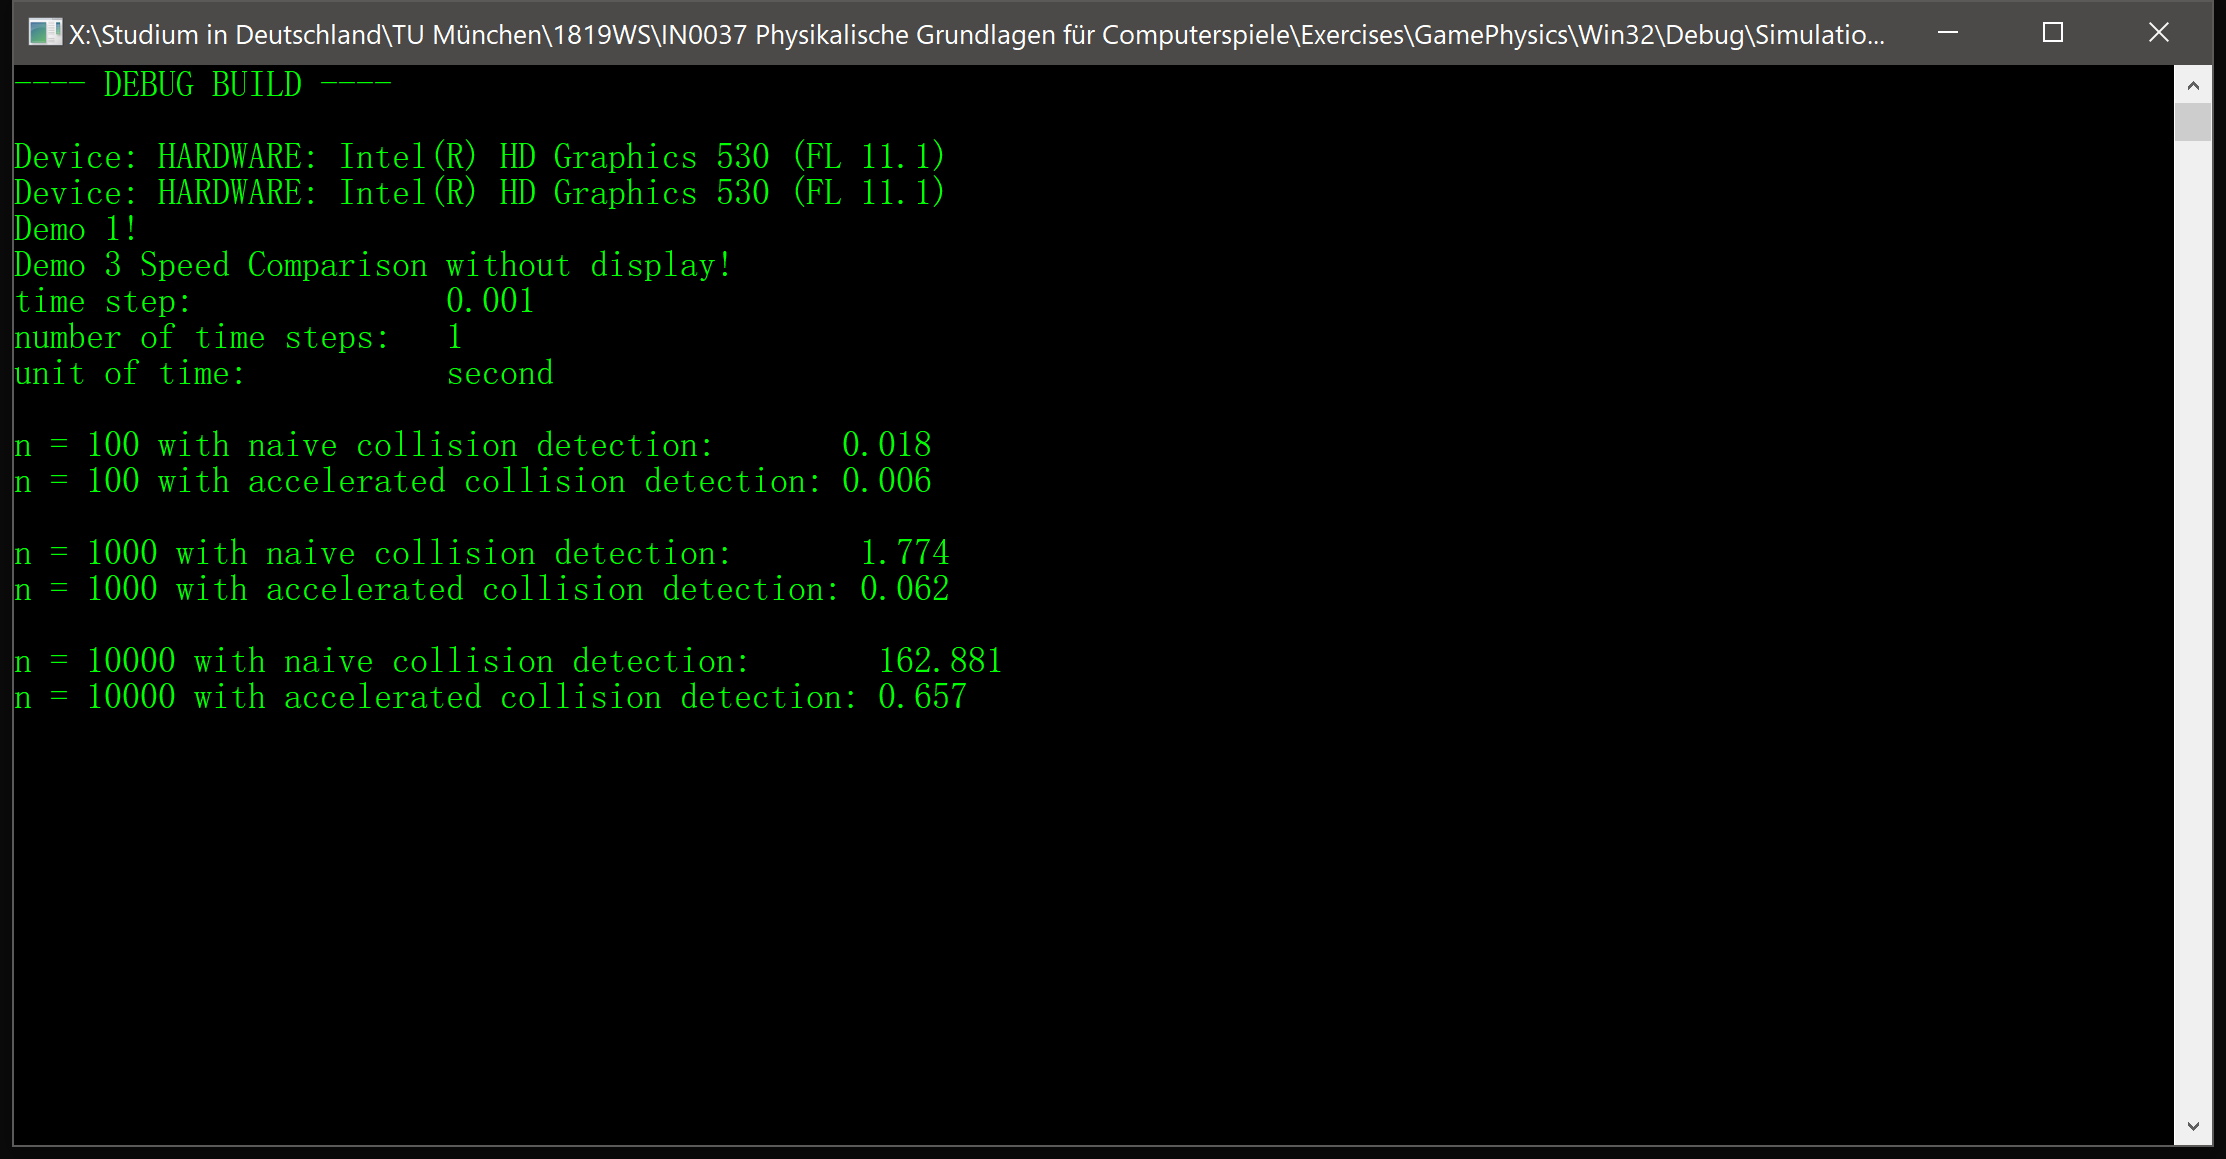 X:\Studium in Deutschland\TU München\1819WS\IN0037 Physikalische Grundlagen für Computerspiele\Exercises\GamePhysics\Win32\Debug\Simulatio...
---- DEBUG BUILD ----
Device: HARDWARE: Intel(R) HD Graphics 530 (FL 11.1)
Device: HARDWARE: Intel(R) HD Graphics 530 (FL 11.1)
Demo 1!
Demo 3 Speed Comparison without display!
time step:              0.001
number of time steps:   1
unit of time:           second
n = 100 with naive collision detection:       0.018
n = 100 with accelerated collision detection: 0.006
n = 1000 with naive collision detection:       1.774
n = 1000 with accelerated collision detection: 0.062
n = 10000 with naive collision detection:       162.881
n = 10000 with accelerated collision detection: 0.657